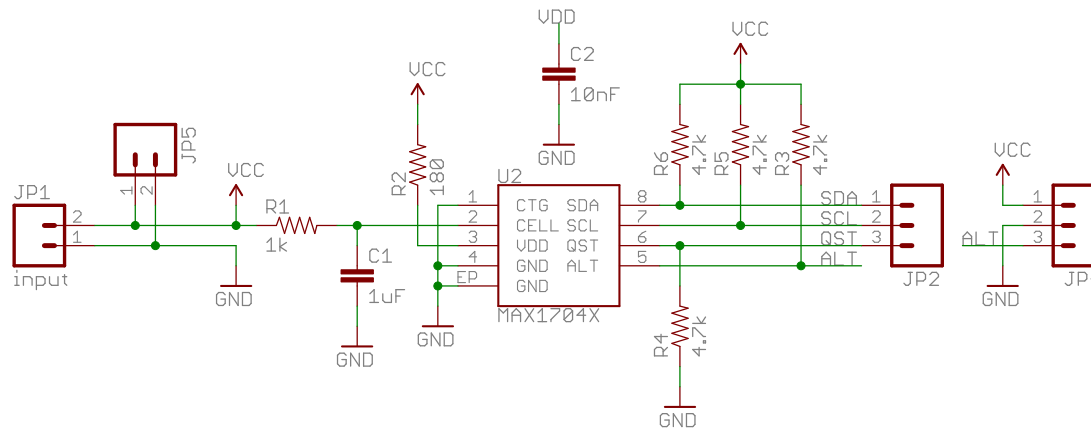 VDD
C2
10nF
GND
VCC
R6
4.7k
R5
4.7k
R3
4.7k
VCC
R2
180
JP5
1
2
JP1
2
1
input
VCC
GND
R1
1k
C1
1uF
GND
U2
1 CTG SDA 8
2 CELL SCL 7
3 VDD QST 6
4 GND ALT 5
EP GND
MAX1704X
GND
R4
4.7k
GND
SDA 1
SCL 2
QST 3
ALT
JP2
VCC
1
2
ALT 3
GND
JP